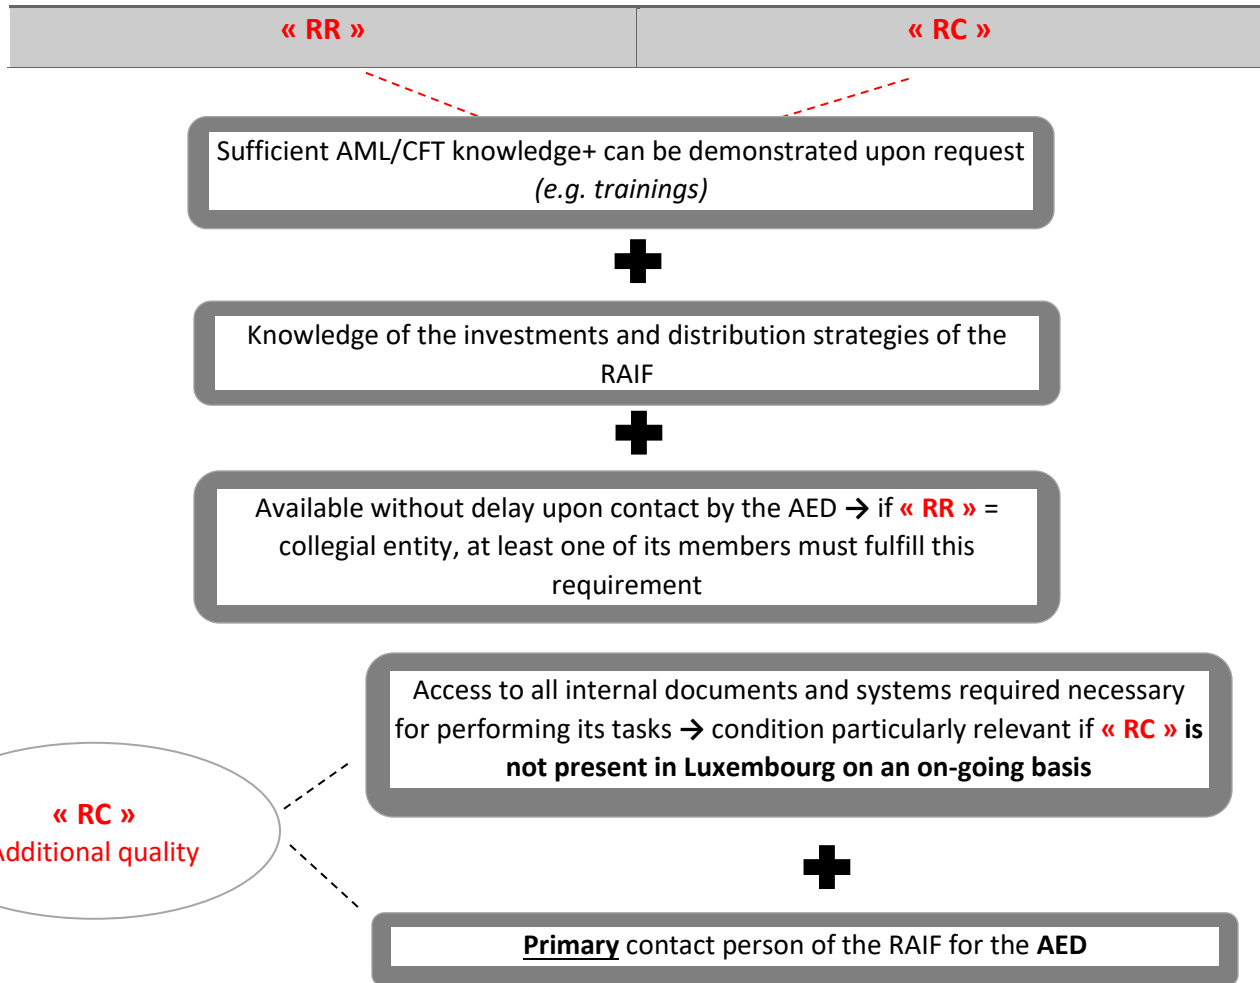 « RR »
« RC »
Sufficient AML/CFT knowledge+ can be demonstrated upon request
(e.g. trainings)
Knowledge of the investments and distribution strategies of the
RAIF
Available without delay upon contact by the AED → if « RR » =
collegial entity, at least one of its members must fulfill this
requirement
Access to all internal documents and systems required necessary
for performing its tasks → condition particularly relevant if « RC » is
not present in Luxembourg on an on-going basis
« RC »
Additional quality
Primary contact person of the RAIF for the AED